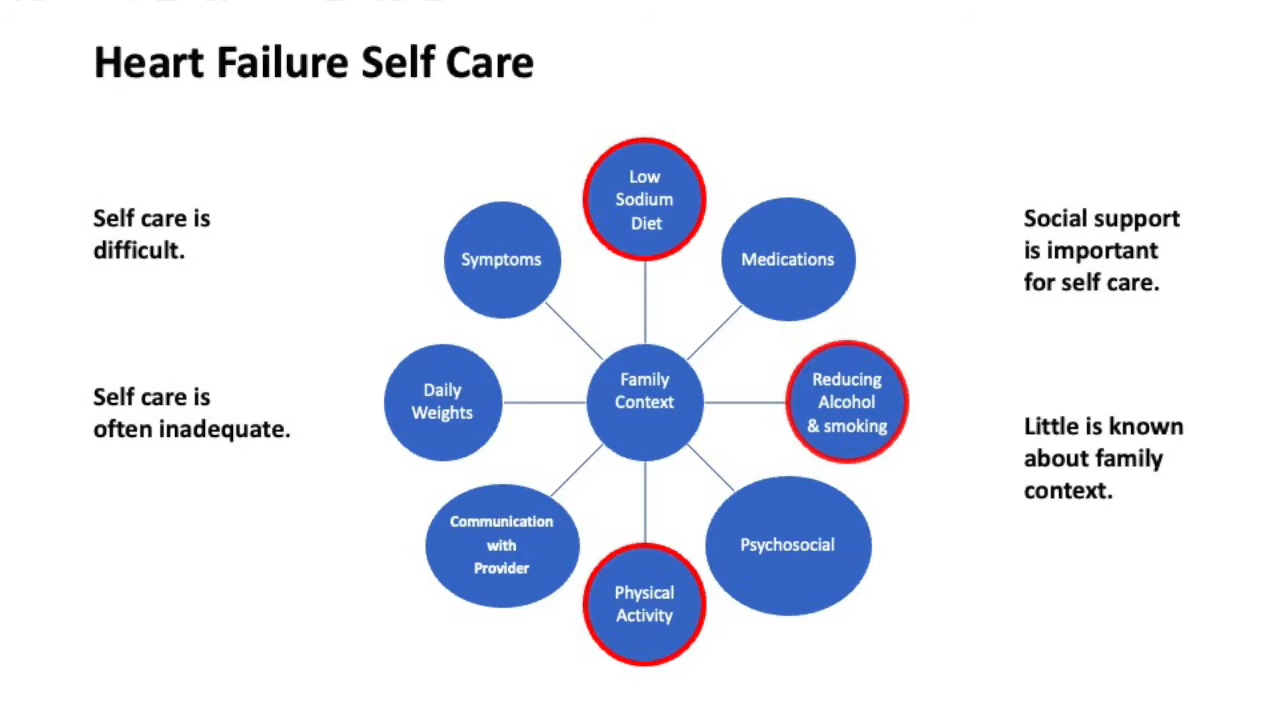 Heart Failure Self Care
Self care is
difficult.
Self care is
often inadequate.
Low
Sodium
Diet
Symptoms
Medications
Daily
Weights
Family
Context
Reducing
Alcohol
& smoking
Communication
with
Provider
Psychosocial
Physical
Activity
Social support
is important
for self care.
Little is known
about family
context.